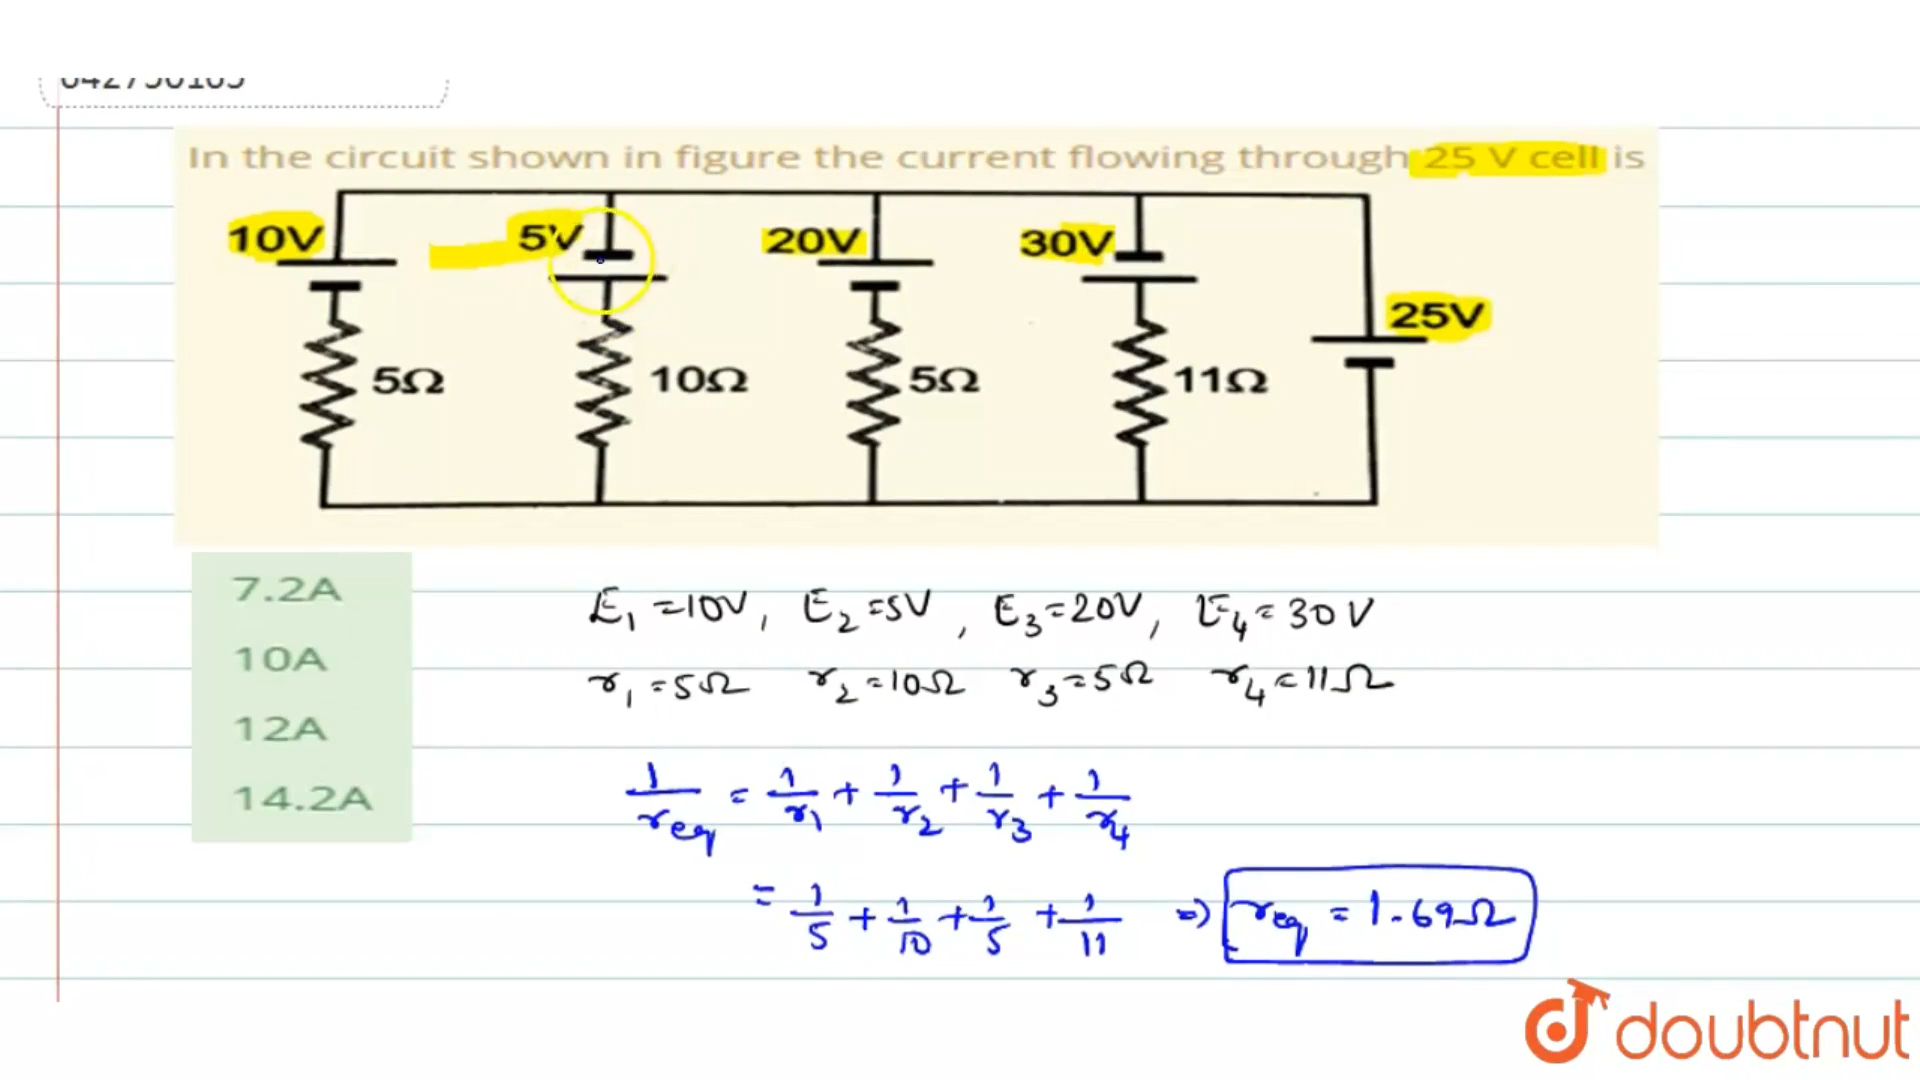 In the circuit shown in figure the current flowing through 25 V cell is
10V 5V 20V 30V
25V
5Ω 10Ω 5Ω 11Ω
7.2A
10A
12A
14.2A
E₁ = 10V, E₂ = 5V, E₃ = 20V, E₄ = 30 V
r₁ = 5Ω r₂ = 10Ω r₃ = 5Ω r₄ = 11Ω
1/r_eq = 1/r₁ + 1/r₂ + 1/r₃ + 1/r₄
= 1/5 + 1/10 + 1/5 + 1/11 ⇒ r_eq = 1.69Ω
doubtnut